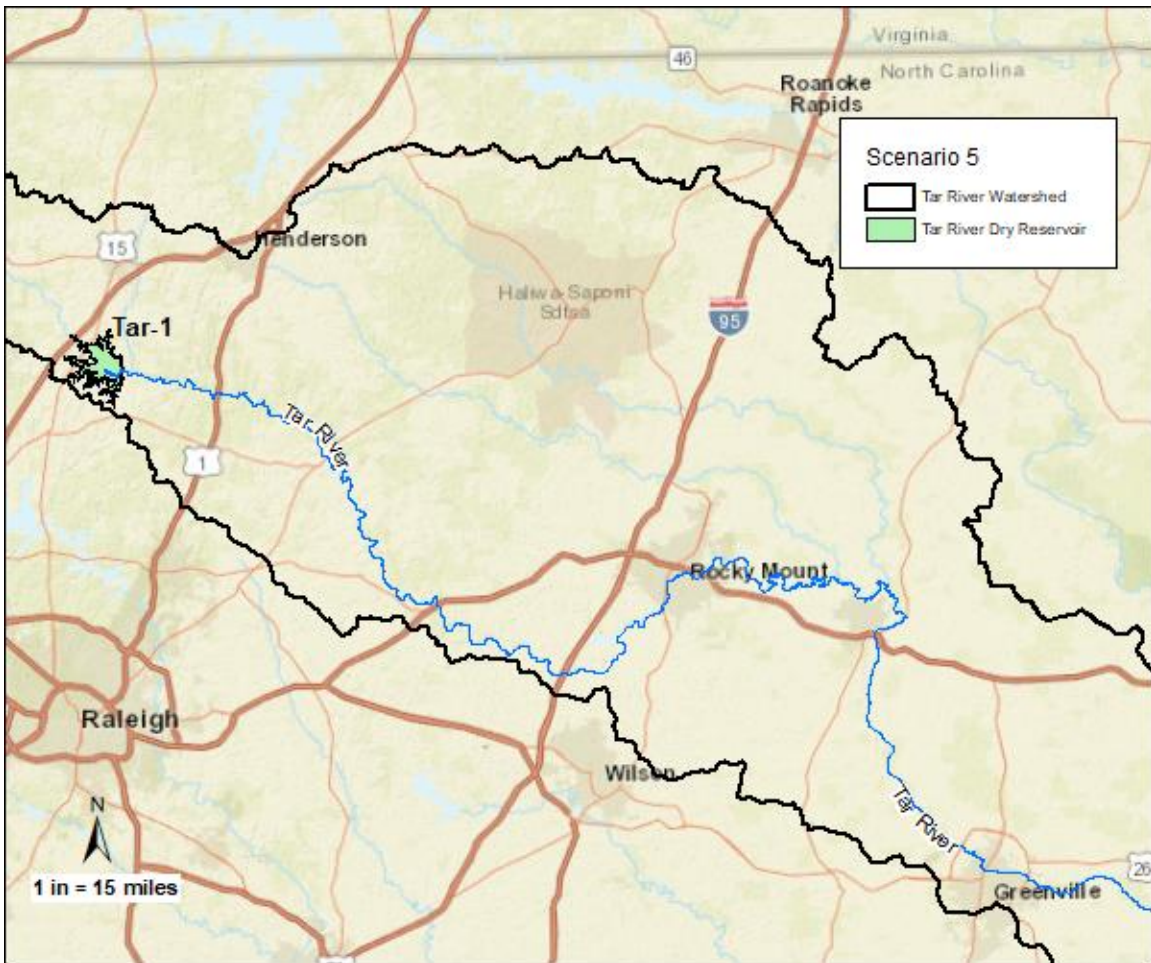 Virginia
46
North Carolina
Roanoke
Rapids
Scenario 5
Tar River Watershed
Tar River Dry Reservoir
15
Henderson
Haliwa-Saponi
Sdtsa
95
Tar-1
Tar River
1
Rocky Mount
Raleigh
Wilson
N
Tar River
1 in = 15 miles
26
Greenville